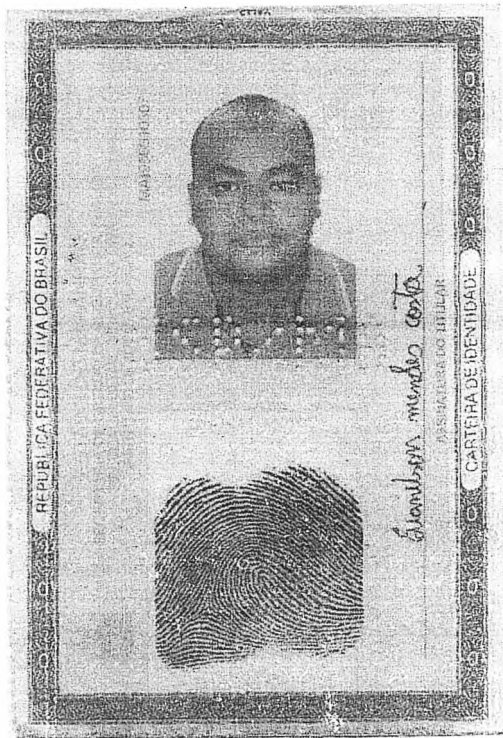 REPÚBLICA FEDERATIVA DO BRASIL
mendes costa
ASSINATURA DO TITULAR
CARTEIRA DE IDENTIDADE